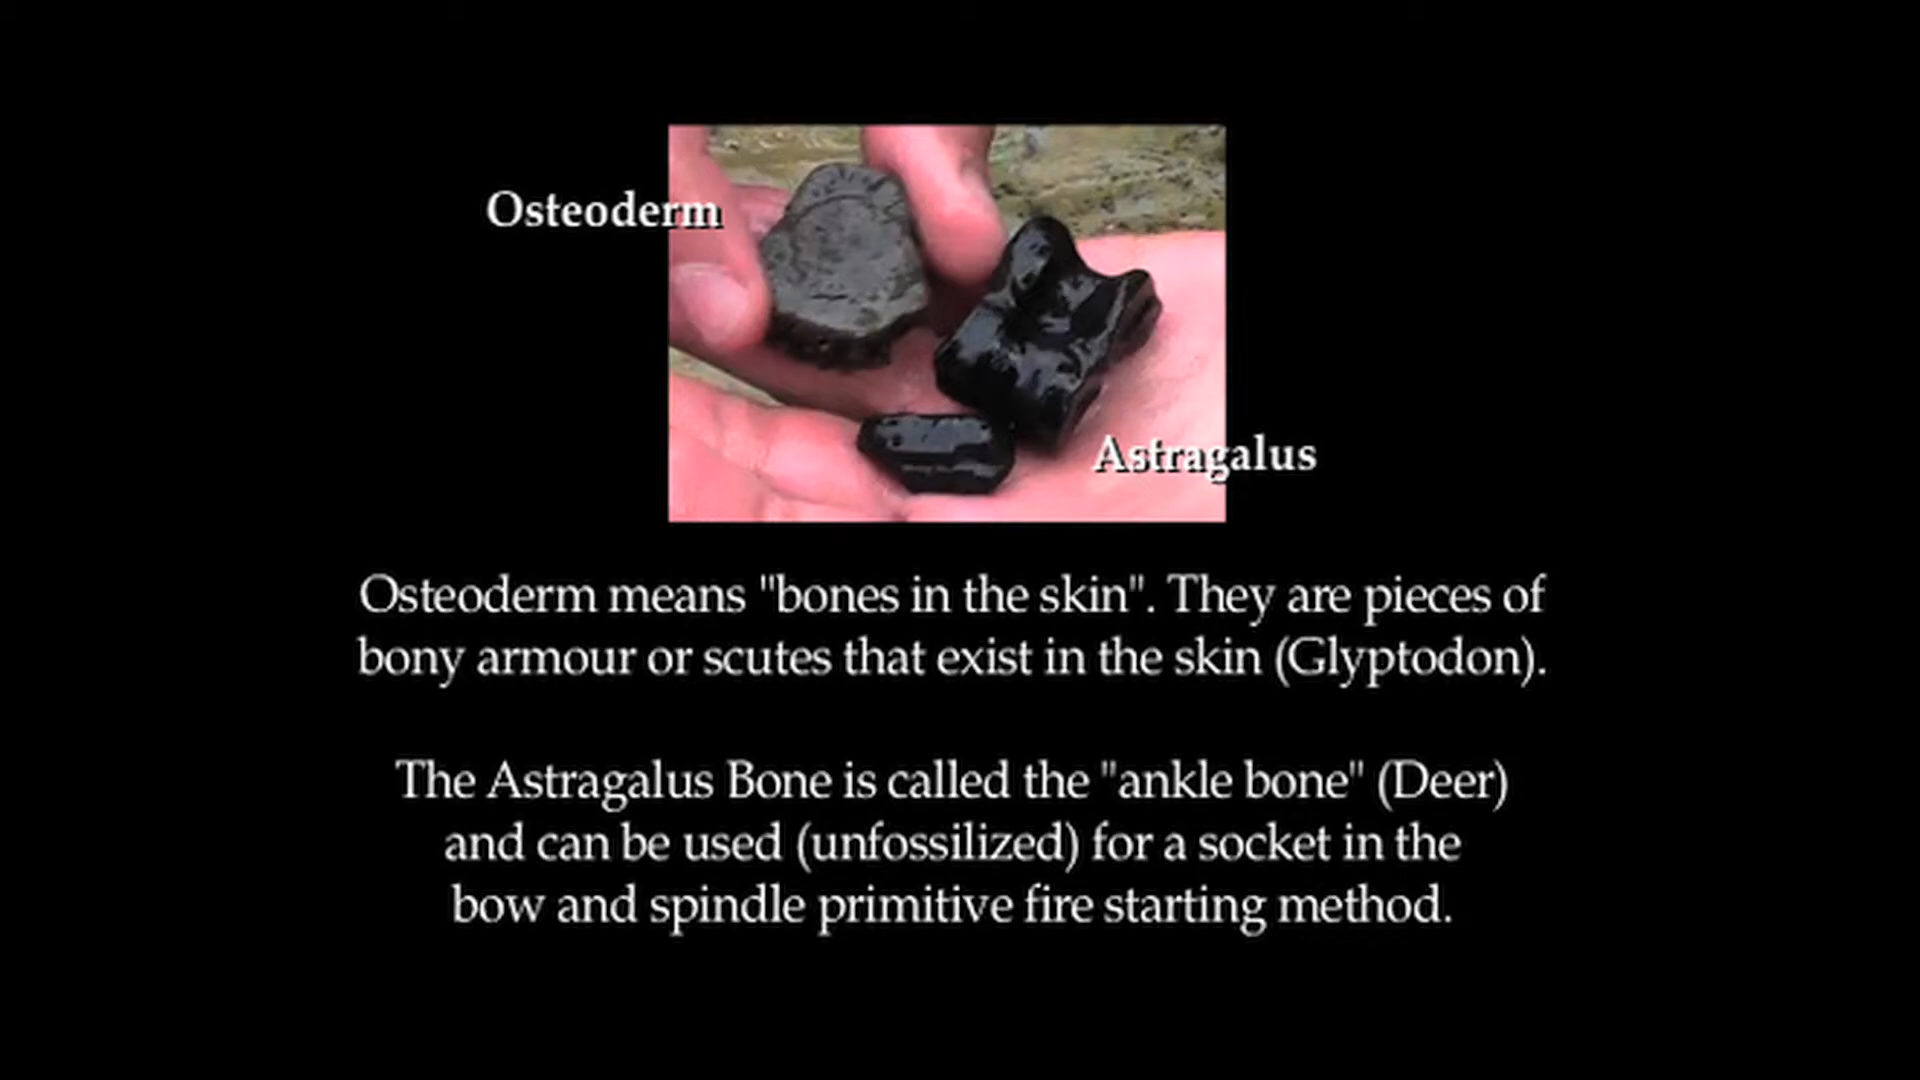 Osteoderm
Astragalus
Osteoderm means "bones in the skin". They are pieces of
bony armour or scutes that exist in the skin (Glyptodon).
The Astragalus Bone is called the "ankle bone" (Deer)
and can be used (unfossilized) for a socket in the
bow and spindle primitive fire starting method.